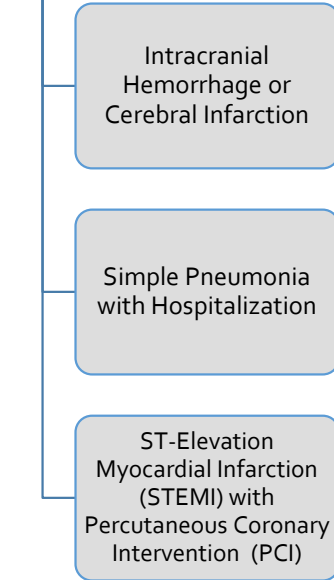 Intracranial
Hemorrhage or
Cerebral Infarction
Simple Pneumonia
with Hospitalization
ST-Elevation
Myocardial Infarction
(STEMI) with
Percutaneous Coronary
Intervention (PCI)